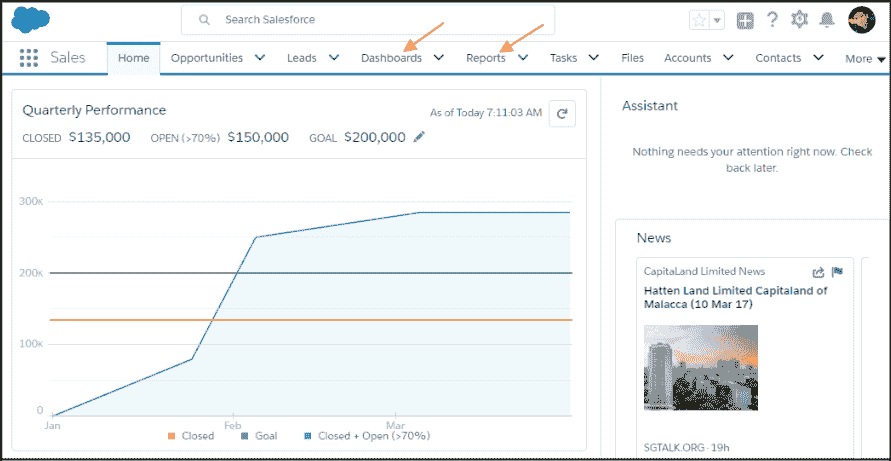 Search Salesforce
Sales
Home
Opportunities
Leads
Dashboards
Reports
Tasks
Files
Accounts
Contacts
More
Quarterly Performance
As of Today 7:11:03 AM
CLOSED $135,000 OPEN (>70%) $150,000 GOAL $200,000
300K
200K
100K
0
Jan
Feb
Mar
Closed
Goal
Closed + Open (>70%)
Assistant
Nothing needs your attention right now. Check
back later.
News
CapitaLand Limited News
Hatten Land Limited Capitaland of
Malacca (10 Mar 17)
SGTALK.ORG · 19h